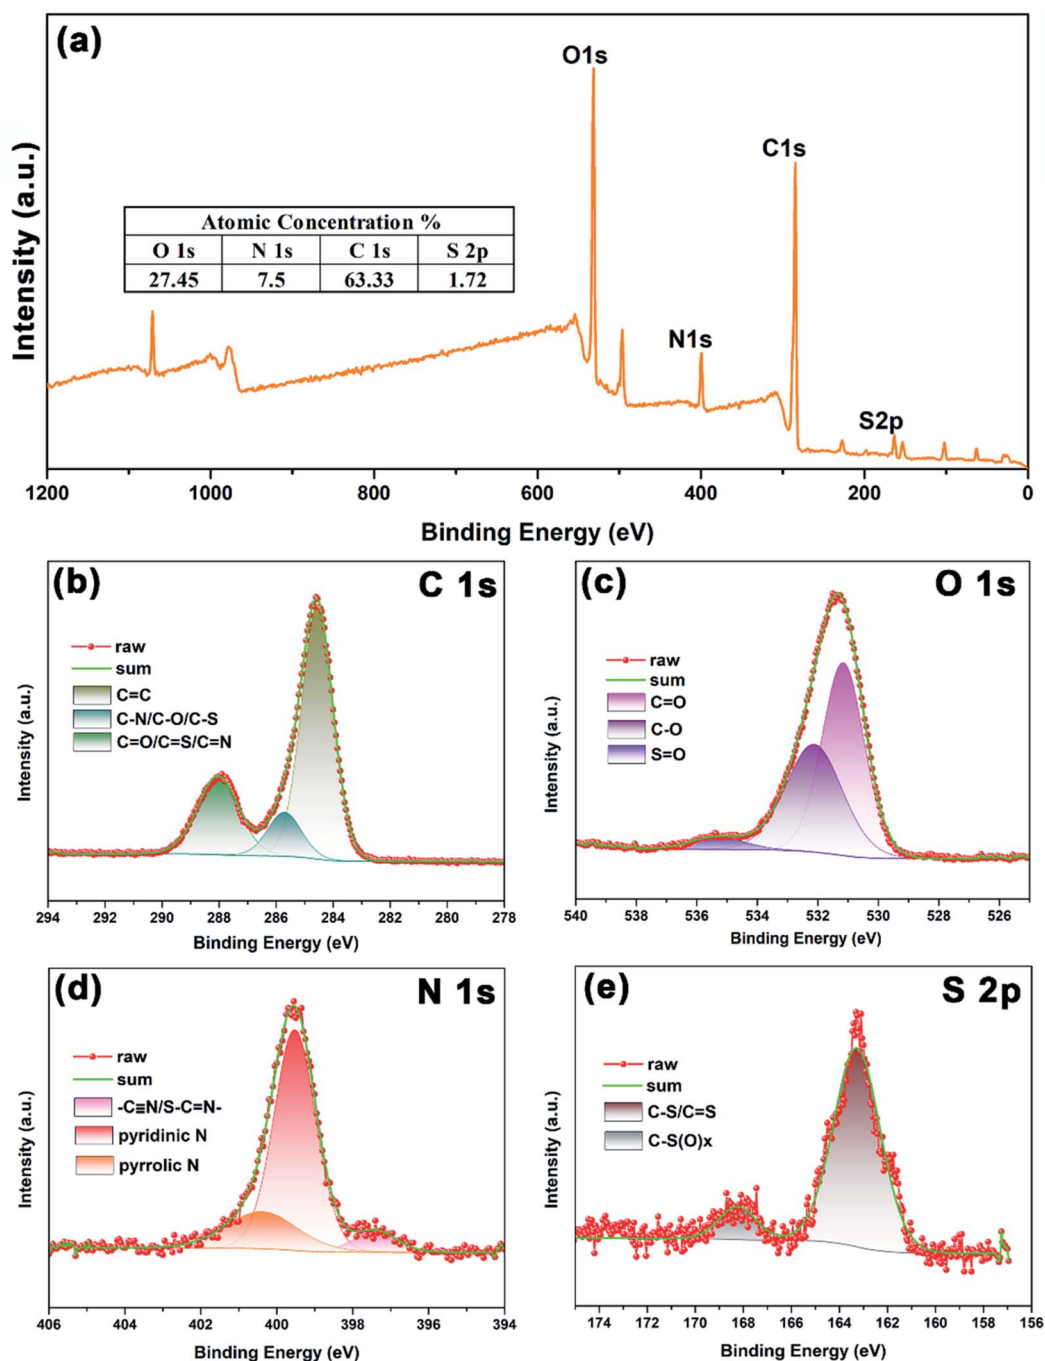 (a)
O1s
C1s
Atomic Concentration %
O 1s N 1s C 1s S 2p
27.45 7.5 63.33 1.72
N1s
S2p
Intensity (a.u.)
1200 1000 800 600 400 200 0
Binding Energy (eV)
(b) C 1s
raw
sum
C=C
C-N/C-O/C-S
C=O/C=S/C=N
Intensity (a.u.)
294 292 290 288 286 284 282 280 278
Binding Energy (eV)
(c) O 1s
raw
sum
C=O
C-O
S=O
Intensity (a.u.)
540 538 536 534 532 530 528 526
Binding Energy (eV)
(d) N 1s
raw
sum
-C≡N/S-C=N-
pyridinic N
pyrrolic N
Intensity (a.u.)
406 404 402 400 398 396 394
Binding Energy (eV)
(e) S 2p
raw
sum
C-S/C=S
C-S(O)x
Intensity (a.u.)
174 172 170 168 166 164 162 160 158 156
Binding Energy (eV)